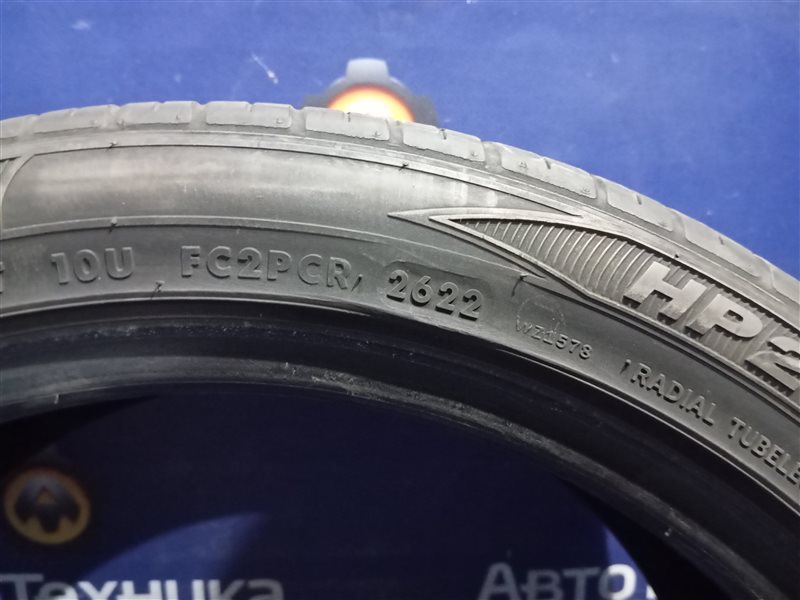 10U FC2PCR 2622
WZ1578
RADIAL TUBELE
HP2
Техника
Авто